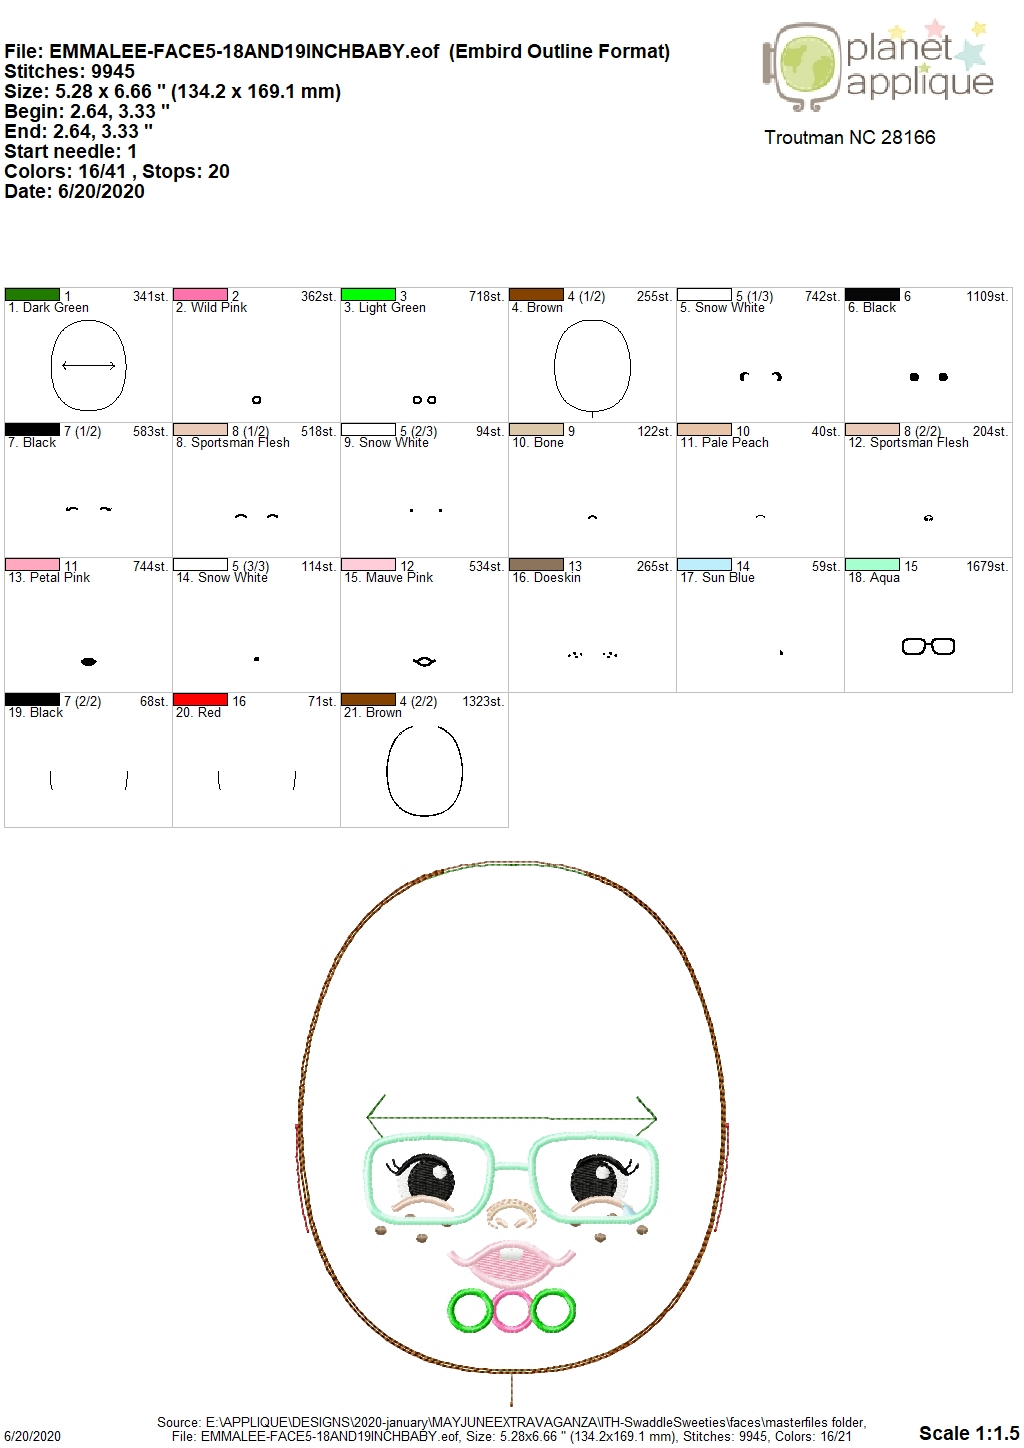 File: EMMALEE-FACE5-18AND19INCHBABY.eof (Embird Outline Format)
Stitches: 9945
Size: 5.28 x 6.66 " (134.2 x 169.1 mm)
Begin: 2.64, 3.33 "
End: 2.64, 3.33 "
Start needle: 1
Colors: 16/41 , Stops: 20
Date: 6/20/2020
planet
applique
Troutman NC 28166
1 341st. 2 362st. 3 718st. 4 (1/2) 255st. 5 (1/3) 742st. 6 1109st.
1. Dark Green 2. Wild Pink 3. Light Green 4. Brown 5. Snow White 6. Black
7 (1/2) 583st. 8 (1/2) 518st. 5 (2/3) 94st. 9 122st. 10 40st. 8 (2/2) 204st.
7. Black 8. Sportsman Flesh 9. Snow White 10. Bone 11. Pale Peach 12. Sportsman Flesh
11 744st. 5 (3/3) 114st. 12 534st. 13 265st. 14 59st. 15 1679st.
13. Petal Pink 14. Snow White 15. Mauve Pink 16. Doeskin 17. Sun Blue 18. Aqua
7 (2/2) 68st. 16 71st. 4 (2/2) 1323st.
19. Black 20. Red 21. Brown
Source: E:\APPLIQUE\DESIGNS\2020-january\MAYJUNEEXTRAVAGANZA\ITH-SwaddleSweeties\faces\masterfiles folder,
6/20/2020 File: EMMALEE-FACE5-18AND19INCHBABY.eof, Size: 5.28x6.66 " (134.2x169.1 mm), Stitches: 9945, Colors: 16/21 Scale 1:1.5